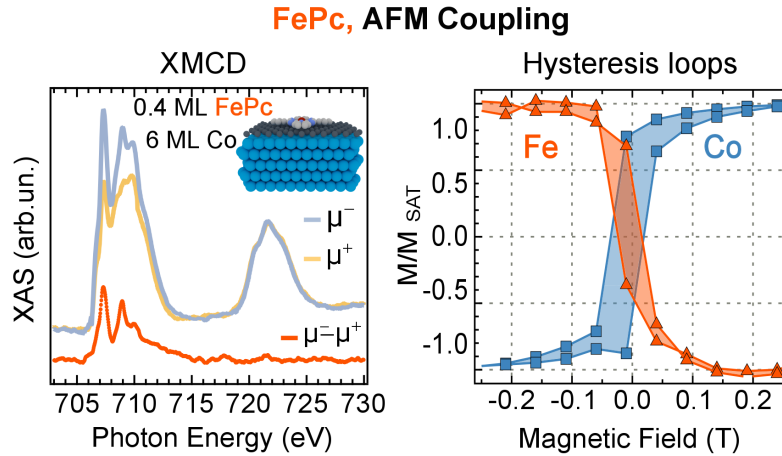 FePc, AFM Coupling
XMCD
0.4 ML FePc
6 ML Co
μ⁻
μ⁺
μ⁻-μ⁺
XAS (arb.un.)
705 710 715 720 725 730
Photon Energy (eV)
Hysteresis loops
Fe
Co
1.0
0.5
0.0
-0.5
-1.0
M/M SAT
-0.2 -0.1 0.0 0.1 0.2
Magnetic Field (T)